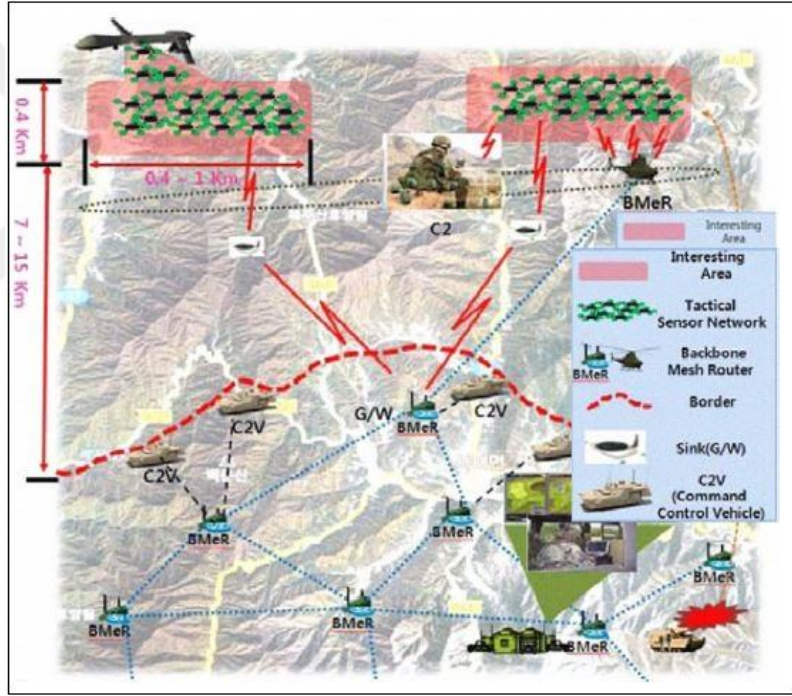 0.4 Km
0.4 ~ 1 Km
7 ~ 15 Km
C2
BMeR
Interesting
Area
Interesting
Area
Tactical
Sensor Network
BMeR
Backbone
Mesh Router
Border
Sink(G/W)
C2V
(Command
Control Vehicle)
G/W
BMeR
C2V
C2V
C2V
BMeR
BMeR
BMeR
BMeR
BMeR
BMeR